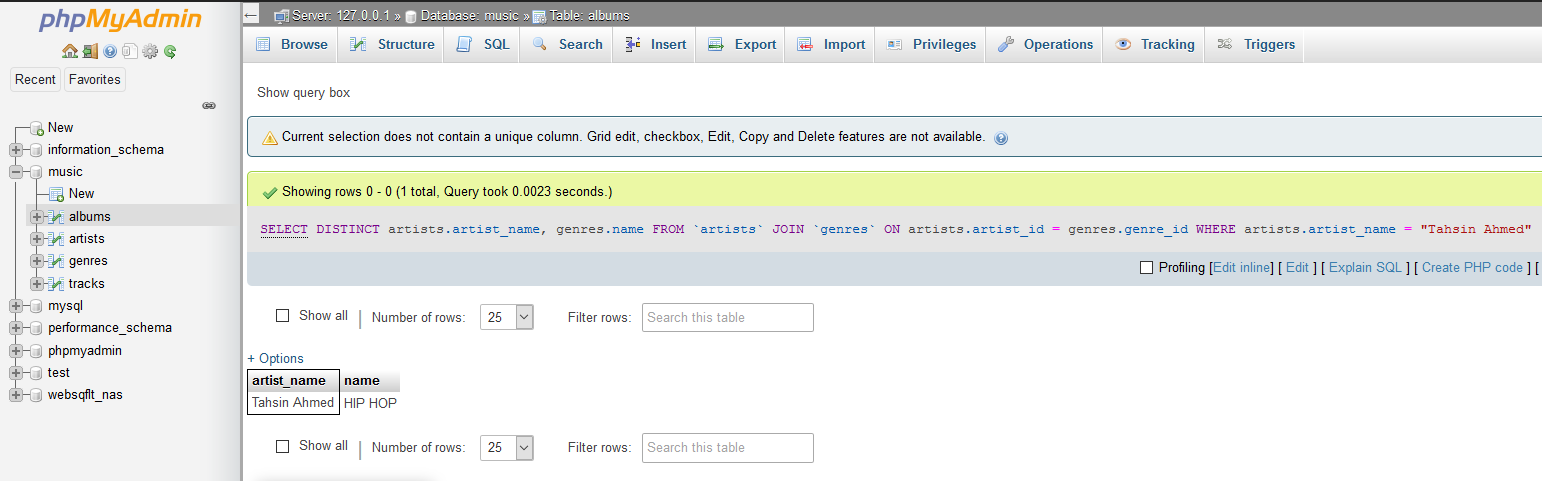 phpMyAdmin
Recent Favorites
New
information_schema
music
New
albums
artists
genres
tracks
mysql
performance_schema
phpmyadmin
test
websqflt_nas
Server: 127.0.0.1 » Database: music » Table: albums
Browse Structure SQL Search Insert Export Import Privileges Operations Tracking Triggers
Show query box
Current selection does not contain a unique column. Grid edit, checkbox, Edit, Copy and Delete features are not available.
Showing rows 0 - 0 (1 total, Query took 0.0023 seconds.)
SELECT DISTINCT artists.artist_name, genres.name FROM `artists` JOIN `genres` ON artists.artist_id = genres.genre_id WHERE artists.artist_name = "Tahsin Ahmed"
Profiling [Edit inline] [ Edit ] [ Explain SQL ] [ Create PHP code ] [
Show all | Number of rows: 25 Filter rows: Search this table
+ Options
artist_name name
Tahsin Ahmed HIP HOP
Show all | Number of rows: 25 Filter rows: Search this table